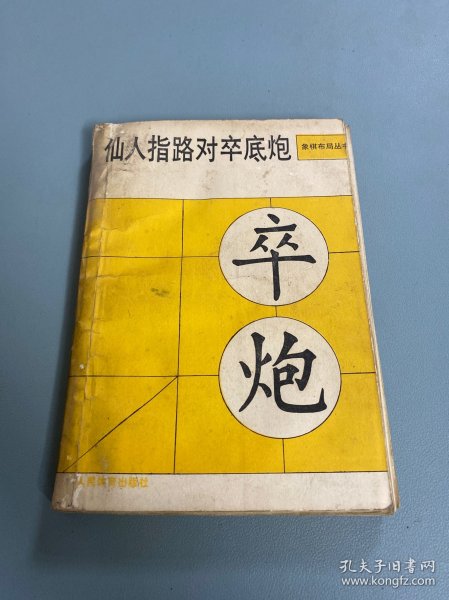 仙人指路对卒底炮
象棋布局丛书
卒
炮
人民体育出版社
孔夫子旧书网
www.kongfz.com